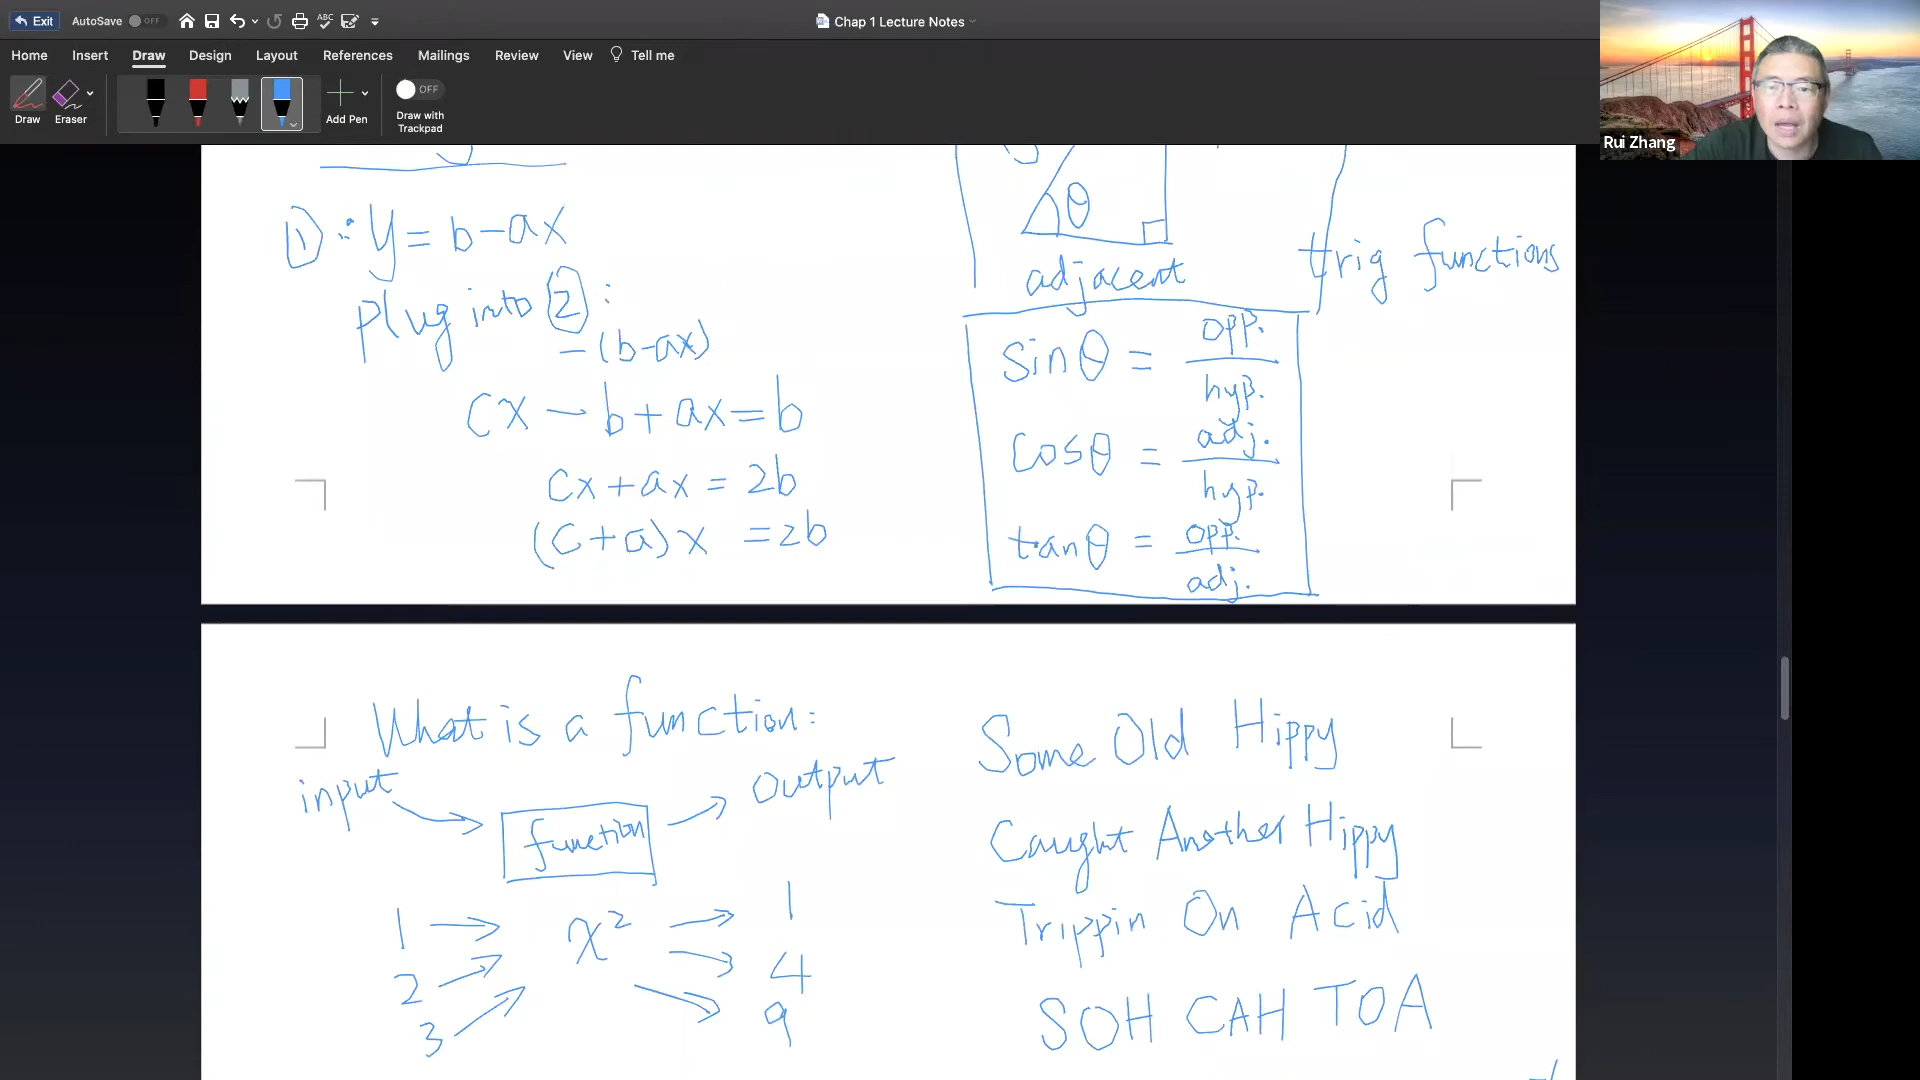 Exit AutoSave OFF ABC Chap 1 Lecture Notes
Home Insert Draw Design Layout References Mailings Review View Tell me
Draw Eraser Add Pen OFF Draw with Trackpad
Rui Zhang
① : y = b - ax
plug into ② :
- (b - ax)
cx - b + ax = b
cx + ax = 2b
(c + a) x = 2b
θ
adjacent
trig functions
sin θ = opp. / hyp.
cos θ = adj. / hyp.
tan θ = opp. / adj.
What is a function :
input → function → output
1 → x² → 1
2 → → 4
3 → → 9
Some Old Hippy
Caught Another Hippy
Trippin On Acid
SOH CAH TOA